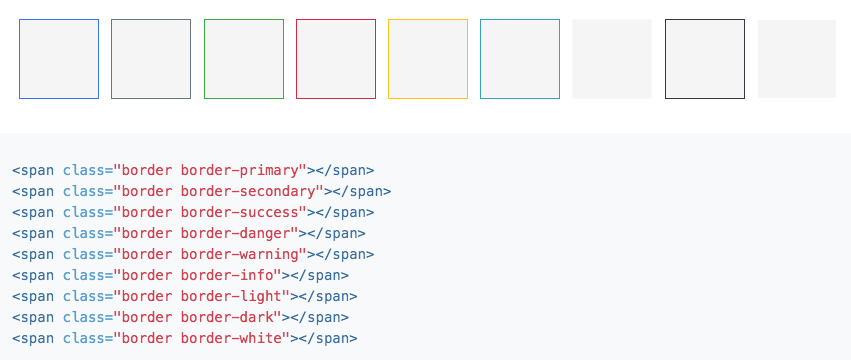 <span class="border border-primary"></span>
<span class="border border-secondary"></span>
<span class="border border-success"></span>
<span class="border border-danger"></span>
<span class="border border-warning"></span>
<span class="border border-info"></span>
<span class="border border-light"></span>
<span class="border border-dark"></span>
<span class="border border-white"></span>